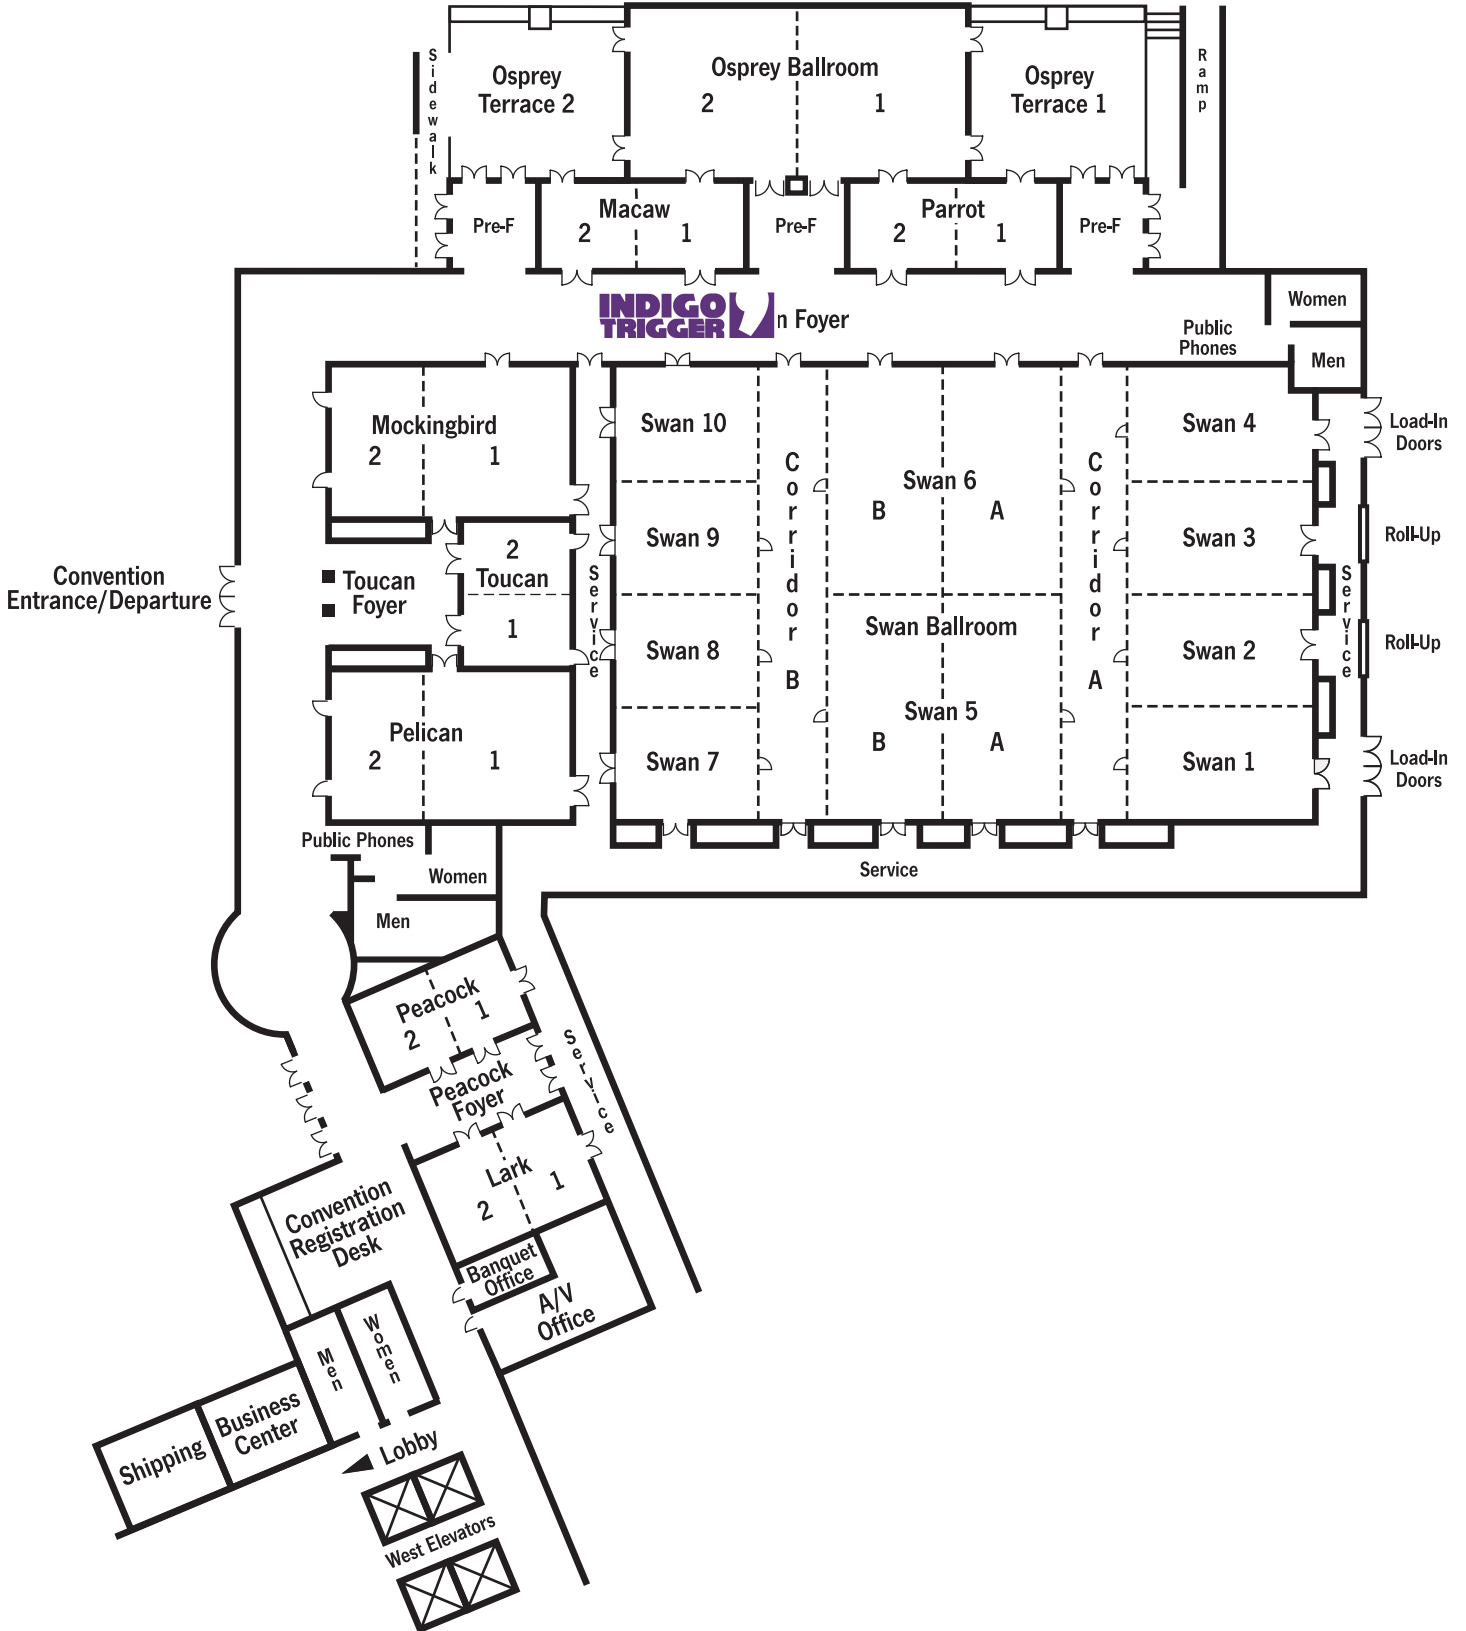 Sidewalk
Osprey
Terrace 2
Osprey Ballroom
2
1
Osprey
Terrace 1
Ramp
Pre-F
Macaw
2
1
Pre-F
Parrot
2
1
Pre-F
INDIGO
TRIGGER
n Foyer
Public
Phones
Women
Men
Mockingbird
2
1
Swan 10
Corridor
B
Swan 6
B
A
Corridor
A
Swan 4
Load-In
Doors
Swan 9
Swan 3
Roll-Up
Convention
Entrance/Departure
Toucan
Foyer
2
Toucan
1
Service
Swan 8
Swan Ballroom
Swan 2
Service
Roll-Up
Pelican
2
1
Swan 7
Swan 5
B
A
Swan 1
Load-In
Doors
Public Phones
Women
Men
Service
Peacock
2
1
Service
Peacock
Foyer
Lark
2
1
Convention
Registration
Desk
Banquet
Office
A/V
Office
Men
Women
Shipping
Business
Center
Lobby
West Elevators